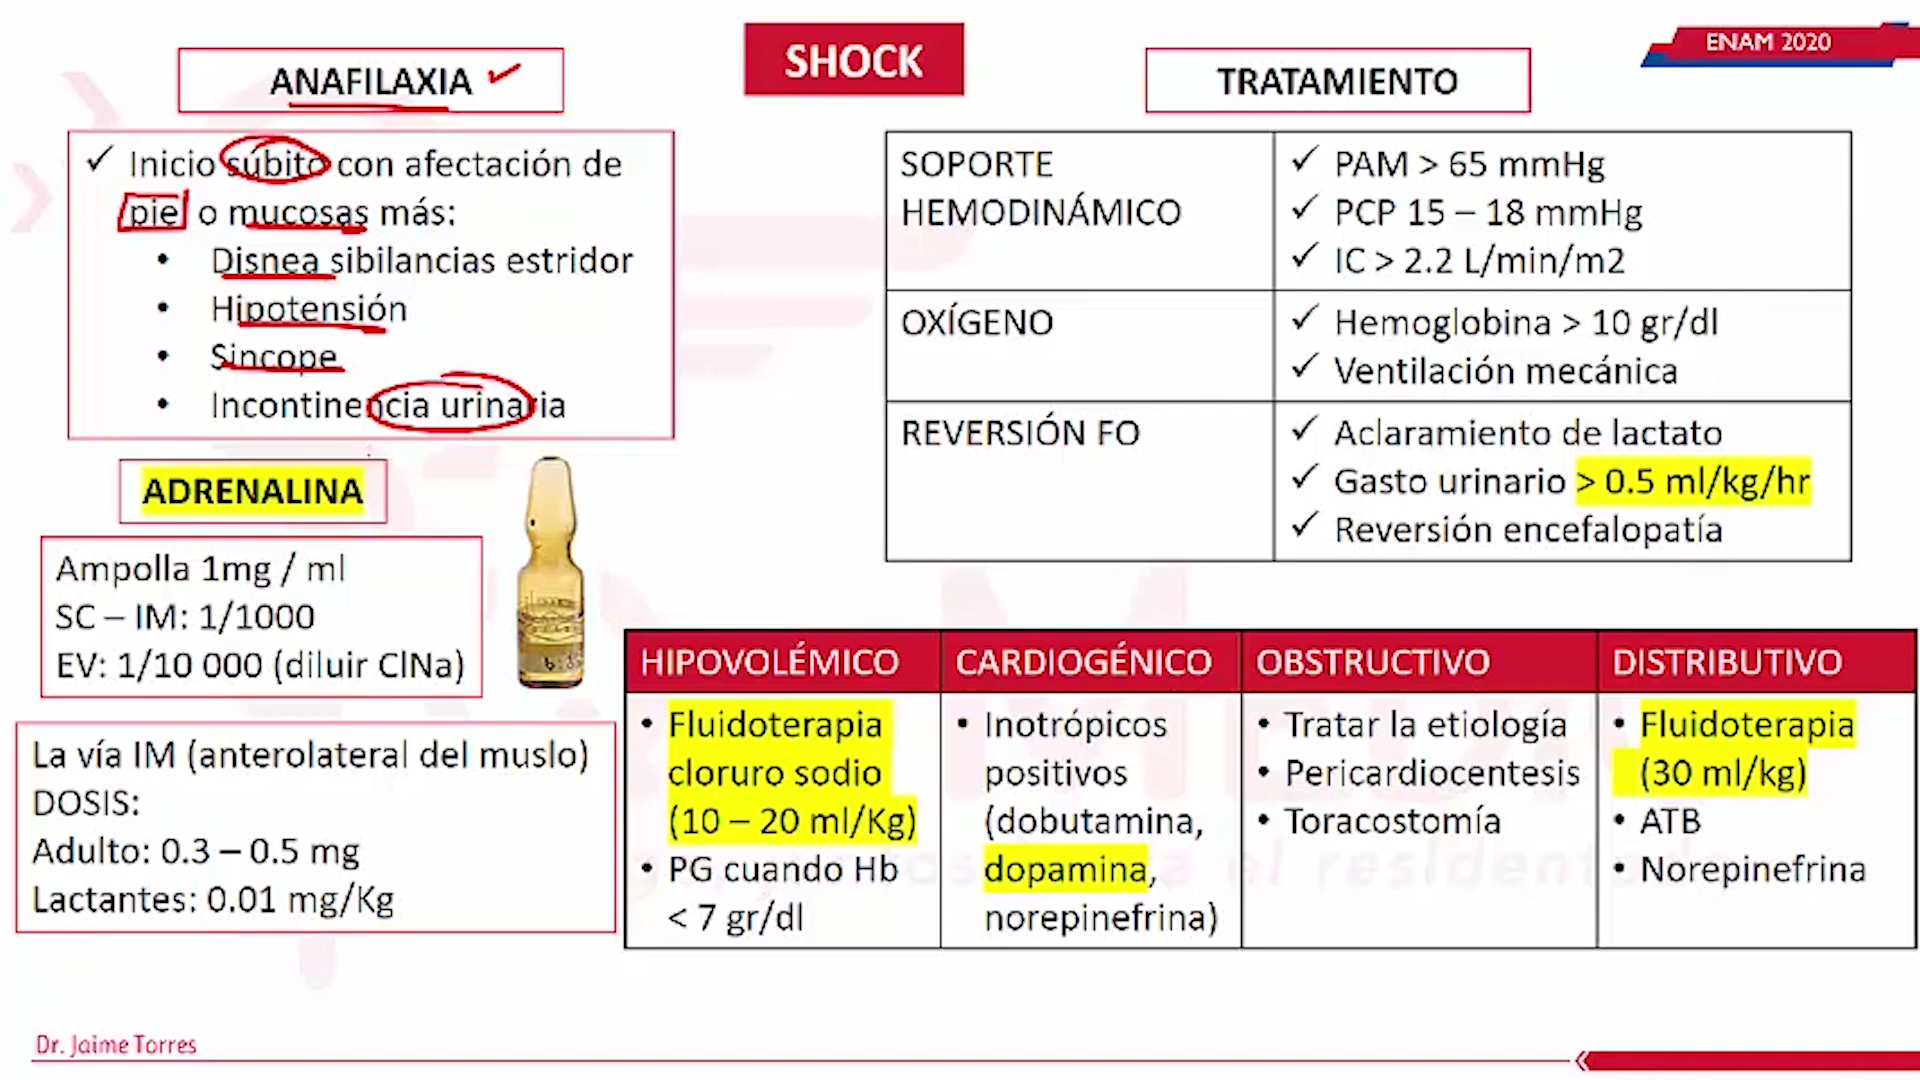 SHOCK
ENAM 2020
ANAFILAXIA
Inicio súbito con afectación de
piel o mucosas más:
Disnea sibilancias estridor
Hipotensión
Sincope
Incontinencia urinaria
ADRENALINA
Ampolla 1mg / ml
SC – IM: 1/1000
EV: 1/10 000 (diluir ClNa)
La vía IM (anterolateral del muslo)
DOSIS:
Adulto: 0.3 – 0.5 mg
Lactantes: 0.01 mg/Kg
TRATAMIENTO
SOPORTE
HEMODINÁMICO
PAM > 65 mmHg
PCP 15 – 18 mmHg
IC > 2.2 L/min/m2
OXÍGENO
Hemoglobina > 10 gr/dl
Ventilación mecánica
REVERSIÓN FO
Aclaramiento de lactato
Gasto urinario > 0.5 ml/kg/hr
Reversión encefalopatía
HIPOVOLÉMICO
Fluidoterapia
cloruro sodio
(10 – 20 ml/Kg)
PG cuando Hb
< 7 gr/dl
CARDIOGÉNICO
Inotrópicos
positivos
(dobutamina,
dopamina,
norepinefrina)
OBSTRUCTIVO
Tratar la etiología
Pericardiocentesis
Toracostomía
DISTRIBUTIVO
Fluidoterapia
(30 ml/kg)
ATB
Norepinefrina
Dr. Jaime Torres